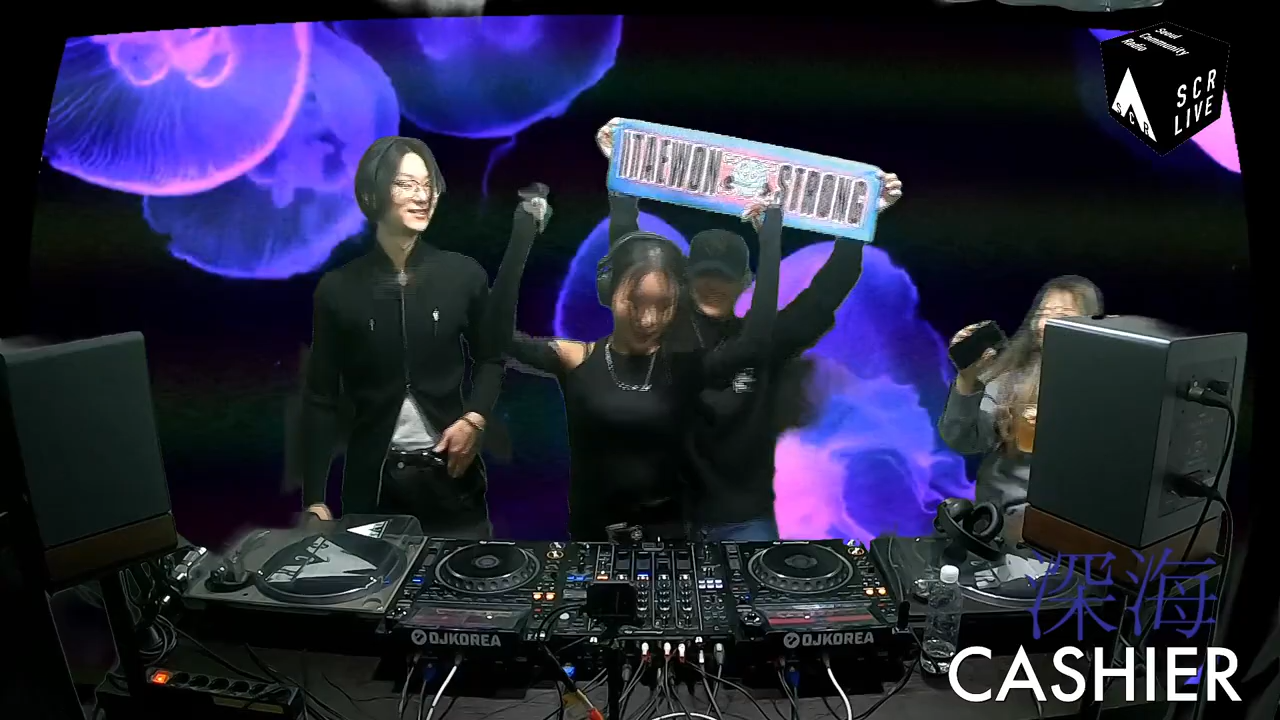 Seoul
Community
Radio
SCR
SCR
LIVE
ITAEWON STRONG
DJKOREA
DJKOREA
深海
CASHIER